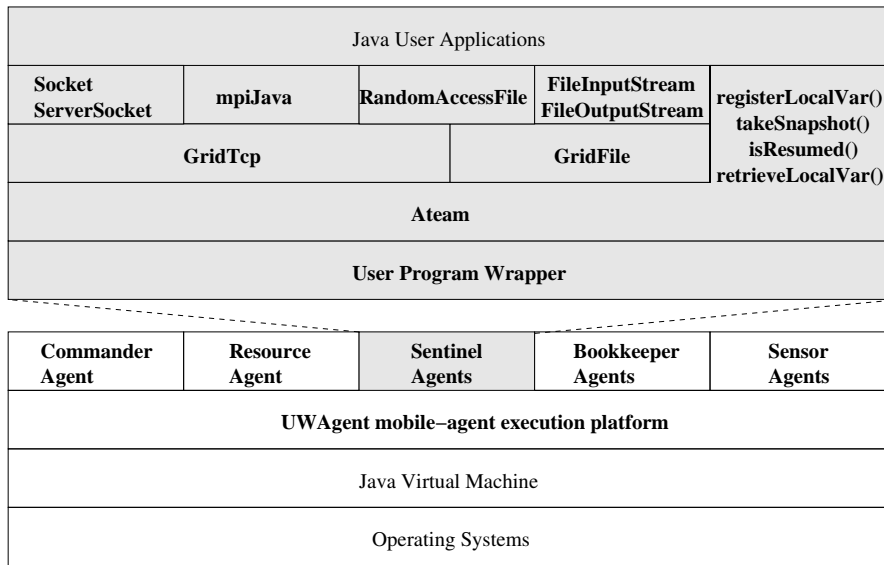 Java User Applications
Socket
ServerSocket
mpiJava
RandomAccessFile
FileInputStream
FileOutputStream
registerLocalVar()
takeSnapshot()
isResumed()
retrieveLocalVar()
GridTcp
GridFile
Ateam
User Program Wrapper
Commander
Agent
Resource
Agent
Sentinel
Agents
Bookkeeper
Agents
Sensor
Agents
UWAgent mobile−agent execution platform
Java Virtual Machine
Operating Systems